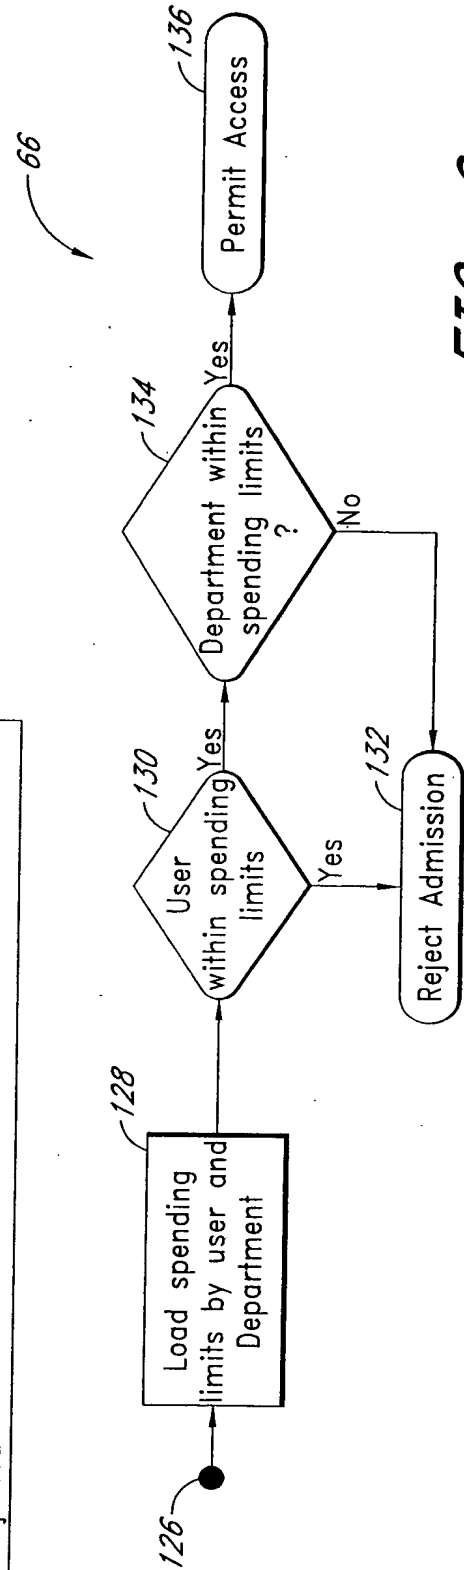 66
126
128
Load spending
limits by user and
Department
130
User
within spending
limits
Yes
Yes
132
Reject Admission
134
Department within
spending limits
?
Yes
No
136
Permit Access